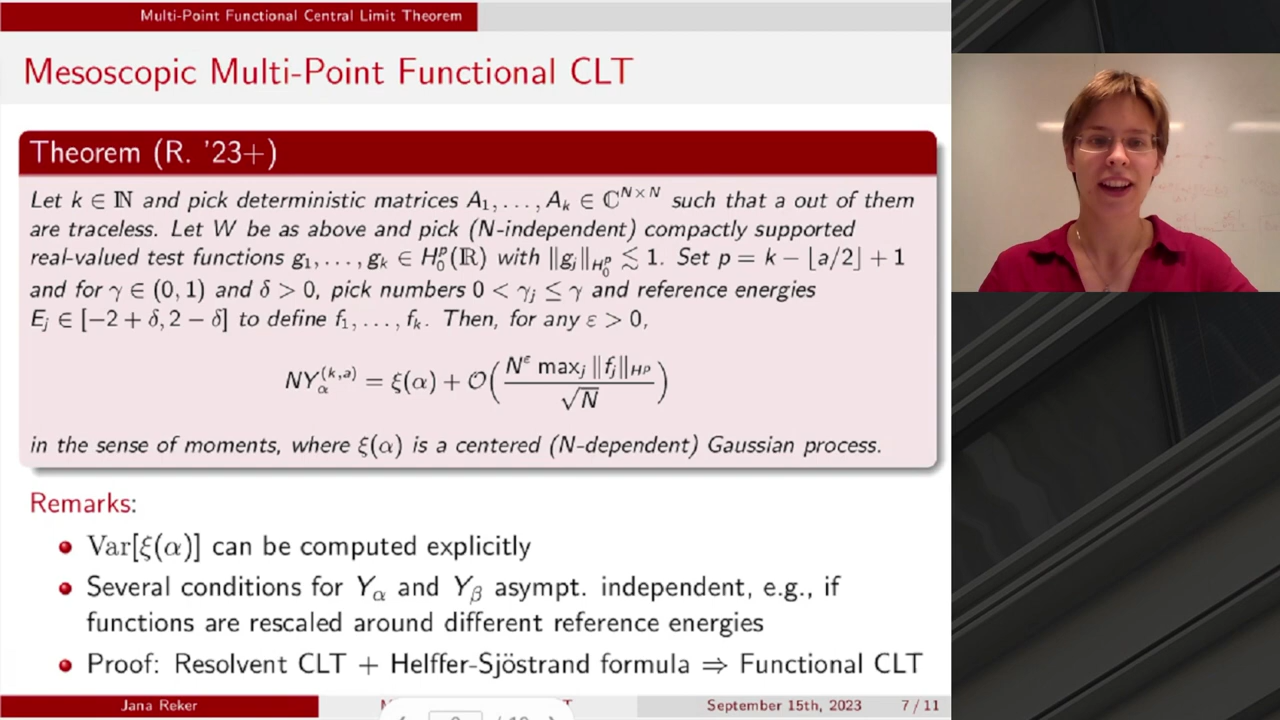 Multi-Point Functional Central Limit Theorem
Mesoscopic Multi-Point Functional CLT
Theorem (R. '23+)
Let k ∈ ℕ and pick deterministic matrices A₁, . . . , Aₖ ∈ ℂ^{N×N} such that a out of them
are traceless. Let W be as above and pick (N-independent) compactly supported
real-valued test functions g₁, . . . , gₖ ∈ H₀^p(ℝ) with ‖gⱼ‖_{H₀^p} ≲ 1. Set p = k − ⌊a/2⌋ + 1
and for γ ∈ (0, 1) and δ > 0, pick numbers 0 < γⱼ ≤ γ and reference energies
Eⱼ ∈ [−2 + δ, 2 − δ] to define f₁, . . . , fₖ. Then, for any ε > 0,
NY_α^{(k,a)} = ξ(α) + 𝒪(N^ε maxⱼ ‖fⱼ‖_{H^p} / √N)
in the sense of moments, where ξ(α) is a centered (N-dependent) Gaussian process.
Remarks:
• Var[ξ(α)] can be computed explicitly
• Several conditions for Y_α and Y_β asympt. independent, e.g., if
functions are rescaled around different reference energies
• Proof: Resolvent CLT + Helffer-Sjöstrand formula ⇒ Functional CLT
Jana Reker
September 15th, 2023
7 / 11